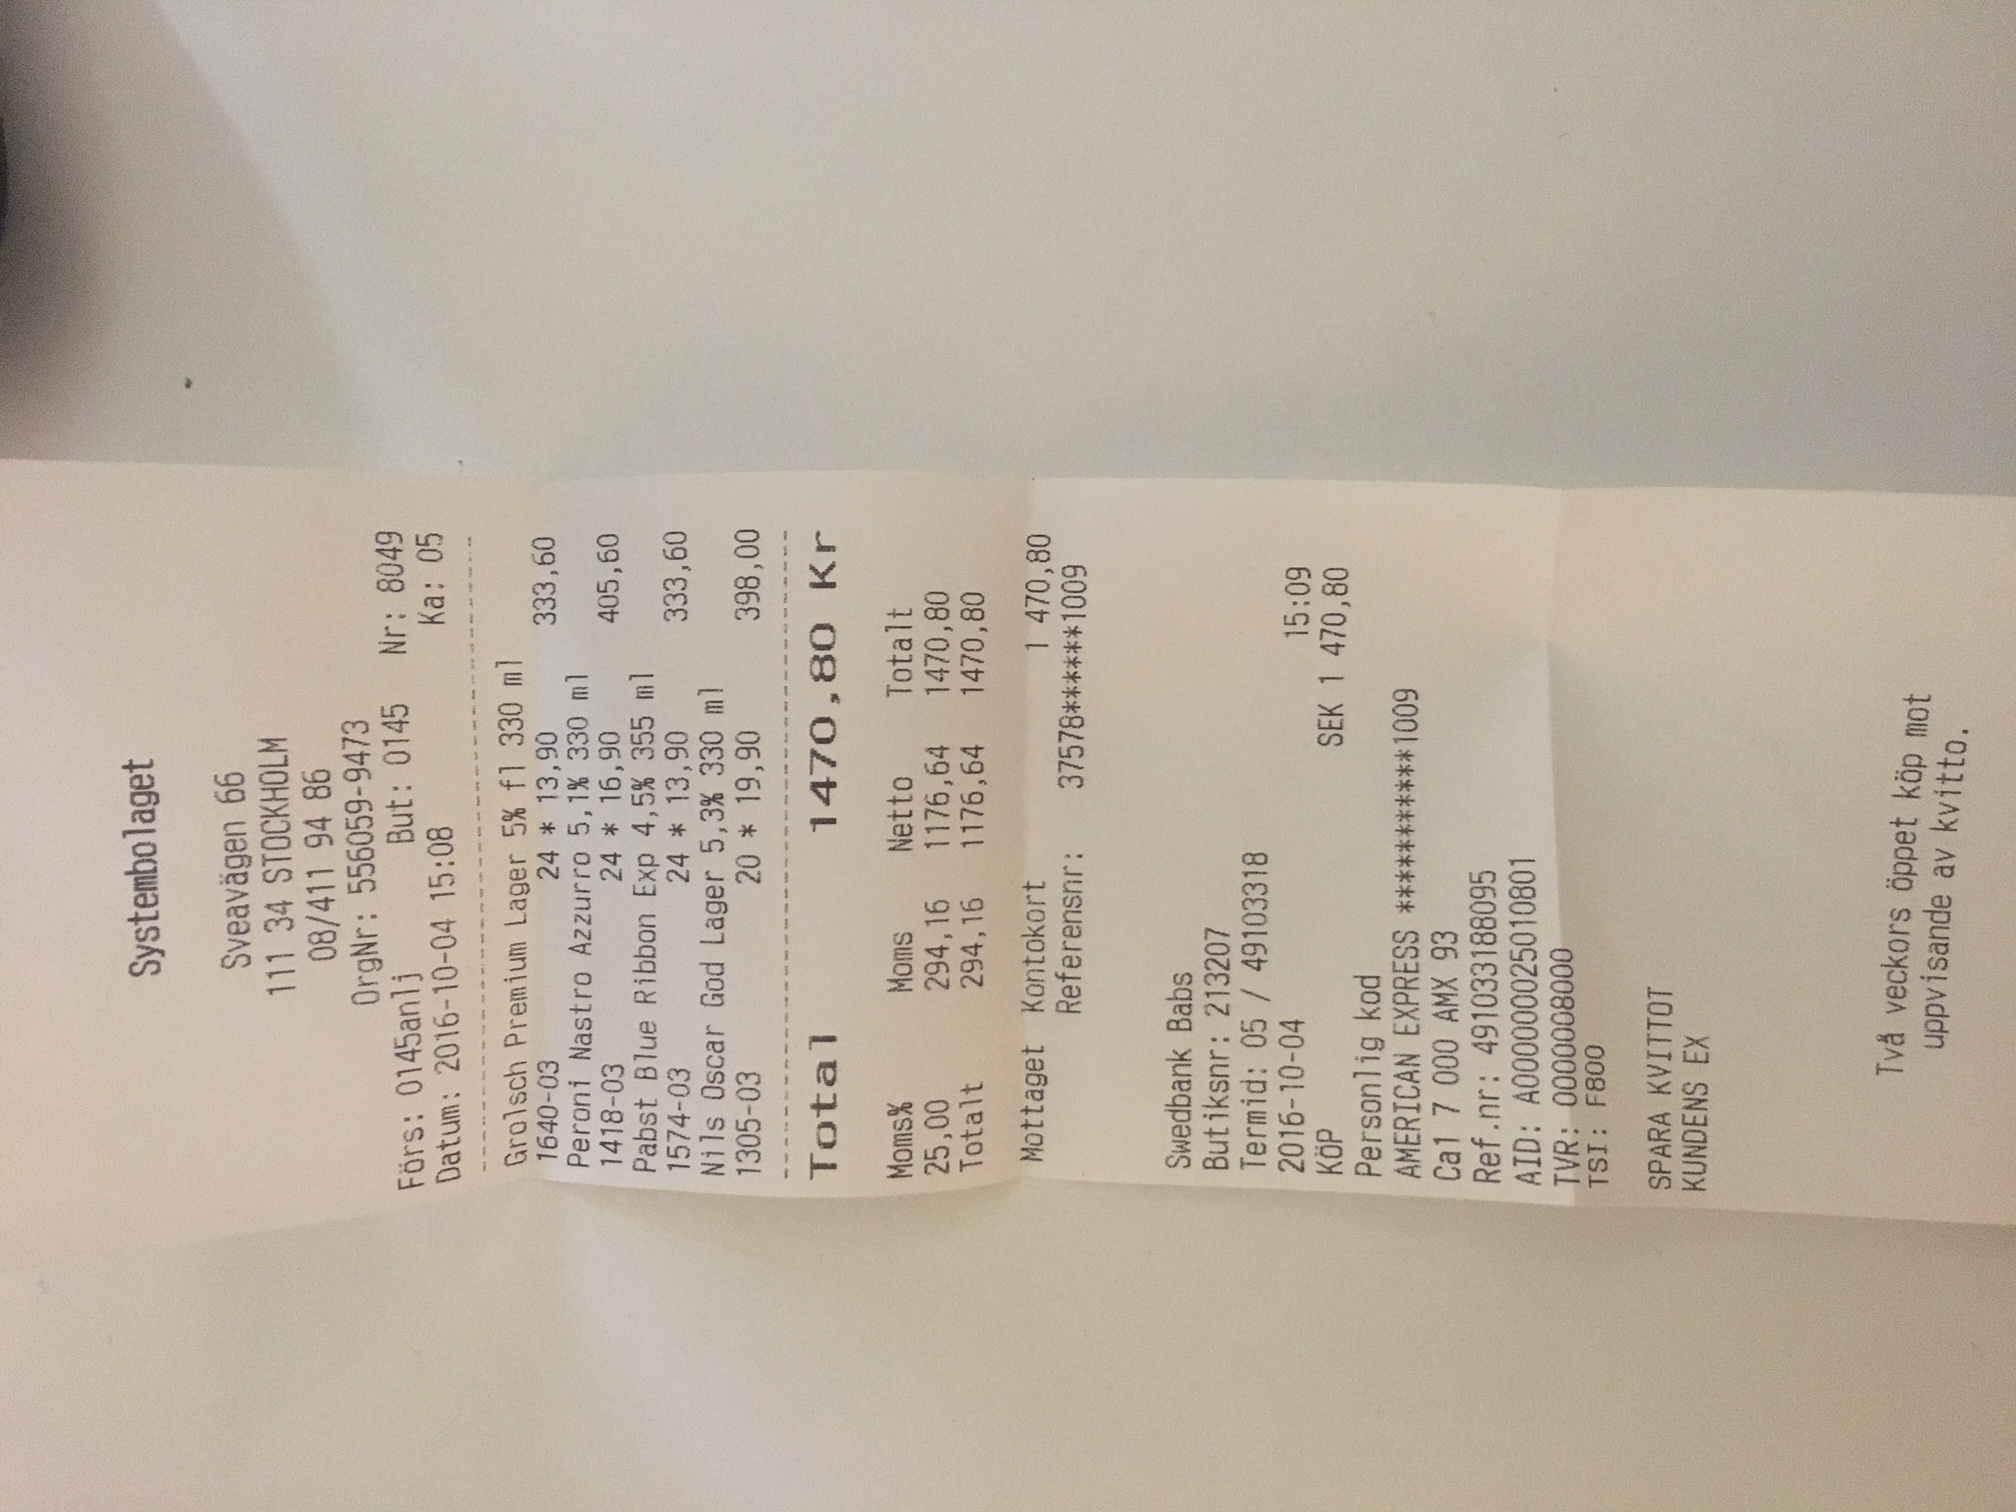 Systembolaget
Sveavägen 66
111 34 STOCKHOLM
08/411 94 86
OrgNr: 556059-9473
Förs: 0145anlj But: 0145 Nr: 8049
Datum: 2016-10-04 15:08 Ka: 05
Grolsch Premium Lager 5% fl 330 ml
1640-03 24 * 13,90 333,60
Peroni Nastro Azzurro 5,1% 330 ml
1418-03 24 * 16,90 405,60
Pabst Blue Ribbon Exp 4,5% 355 ml
1574-03 24 * 13,90 333,60
Nils Oscar God Lager 5,3% 330 ml
1305-03 20 * 19,90 398,00
Total 1470,80 Kr
Moms% Moms Netto Totalt
25,00 294,16 1176,64 1470,80
Totalt 294,16 1176,64 1470,80
Mottaget Kontokort 1 470,80
Referensnr: 37578******1009
Swedbank Babs
Butiksnr: 213207
Termid: 05 / 49103318
2016-10-04 15:09
KÖP SEK 1 470,80
Personlig kod
AMERICAN EXPRESS ***********1009
Ca1 7 000 AMX 93
Ref.nr: 491033188095
AID: A000000025010801
TVR: 0000008000
TSI: F800
SPARA KVITTOT
KUNDENS EX
Två veckors öppet köp mot
uppvisande av kvitto.